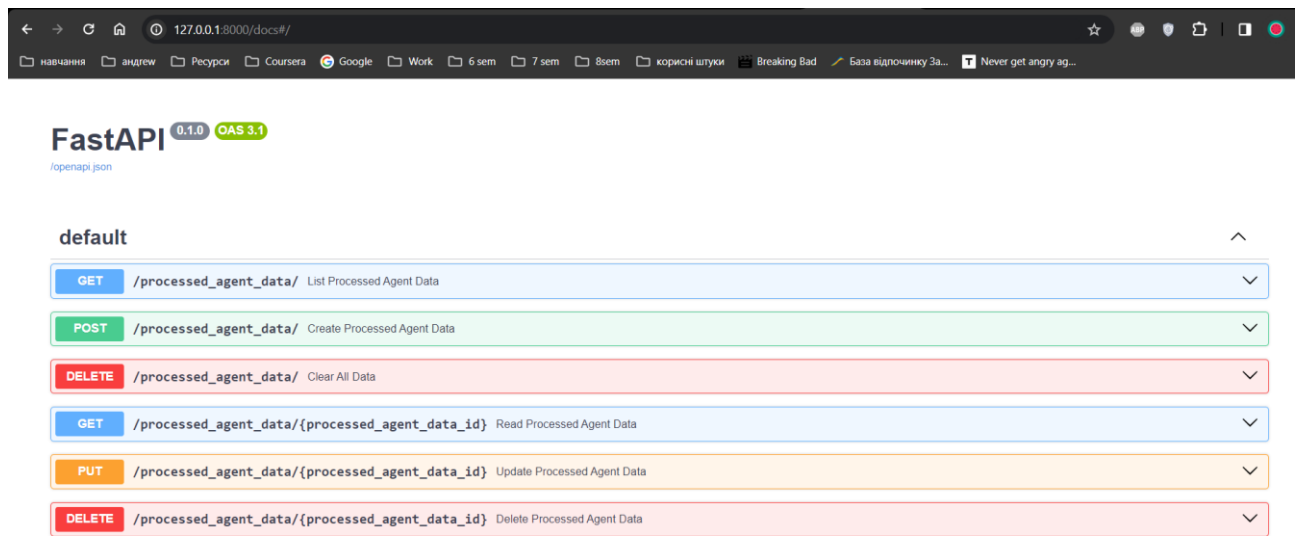 127.0.0.1:8000/docs#/
ABP
навчання андrew Ресурси Coursera Google Work 6 sem 7 sem 8sem корисні штуки Breaking Bad База відпочинку За... T Never get angry ag...
FastAPI 0.1.0 OAS 3.1
/openapi.json
default
GET /processed_agent_data/ List Processed Agent Data
POST /processed_agent_data/ Create Processed Agent Data
DELETE /processed_agent_data/ Clear All Data
GET /processed_agent_data/{processed_agent_data_id} Read Processed Agent Data
PUT /processed_agent_data/{processed_agent_data_id} Update Processed Agent Data
DELETE /processed_agent_data/{processed_agent_data_id} Delete Processed Agent Data